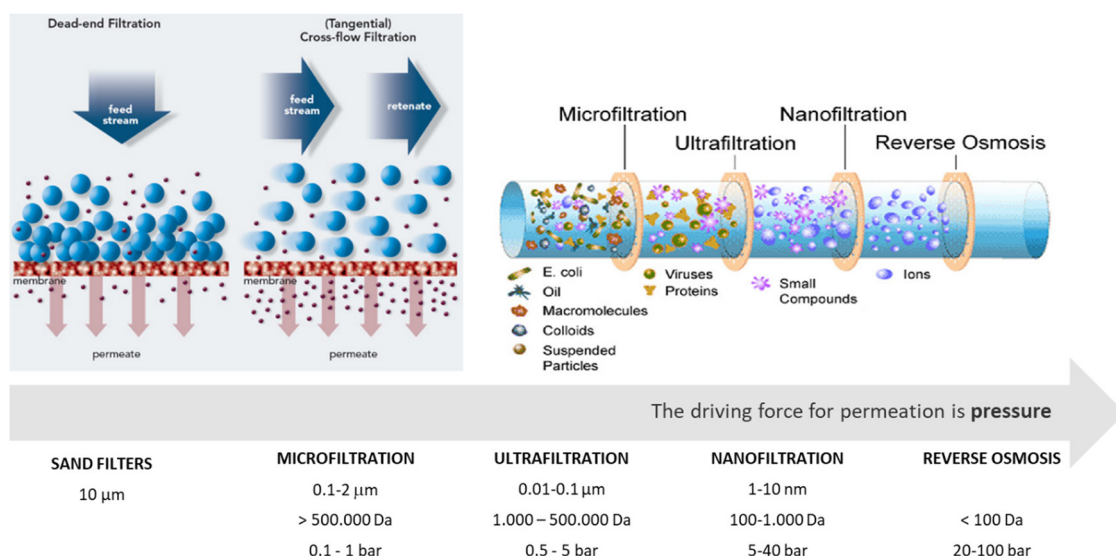 Dead-end Filtration
feed
stream
membrane
permeate
(Tangential)
Cross-flow Filtration
feed
stream
retenate
membrane
permeate
Microfiltration
Ultrafiltration
Nanofiltration
Reverse Osmosis
E. coli
Oil
Macromolecules
Colloids
Suspended
Particles
Viruses
Proteins
Small
Compounds
Ions
The driving force for permeation is pressure
SAND FILTERS
10 μm
MICROFILTRATION
0.1-2 μm
> 500.000 Da
0.1 - 1 bar
ULTRAFILTRATION
0.01-0.1 μm
1.000 – 500.000 Da
0.5 - 5 bar
NANOFILTRATION
1-10 nm
100-1.000 Da
5-40 bar
REVERSE OSMOSIS
< 100 Da
20-100 bar